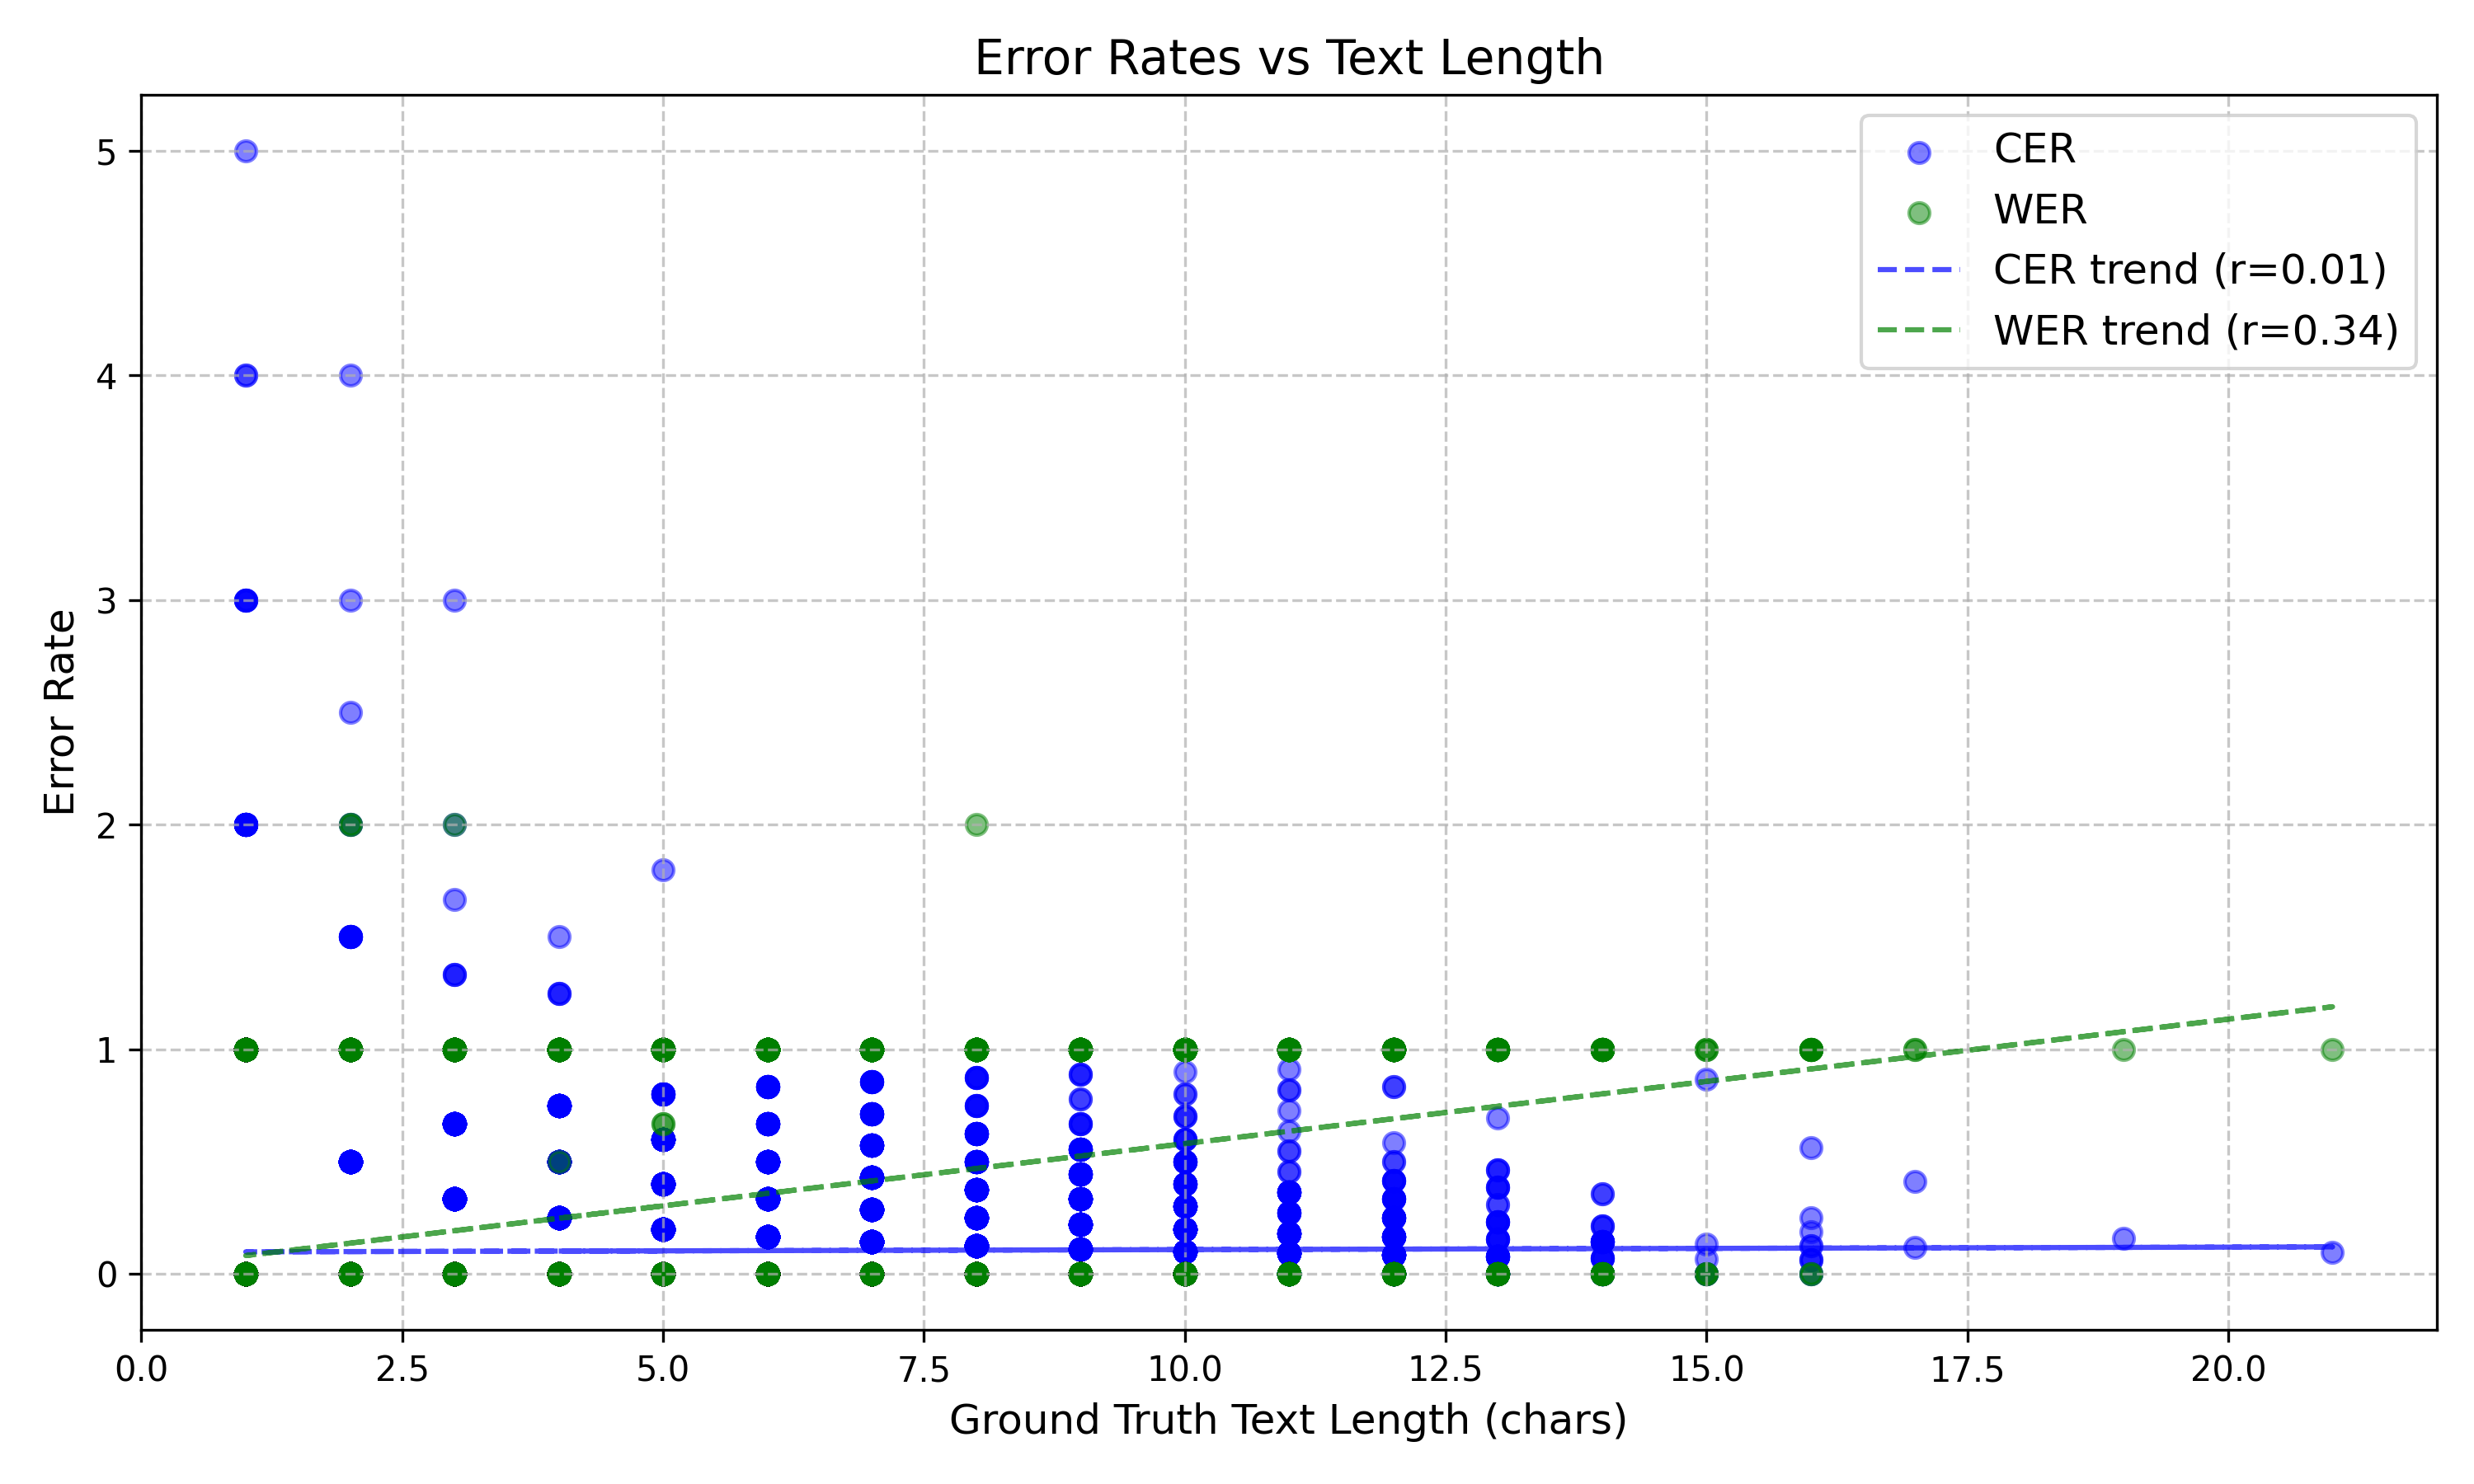 Error Rates vs Text Length
CER
WER
CER trend (r=0.01)
WER trend (r=0.34)
Error Rate
5
4
3
2
1
0
0.0 2.5 5.0 7.5 10.0 12.5 15.0 17.5 20.0
Ground Truth Text Length (chars)